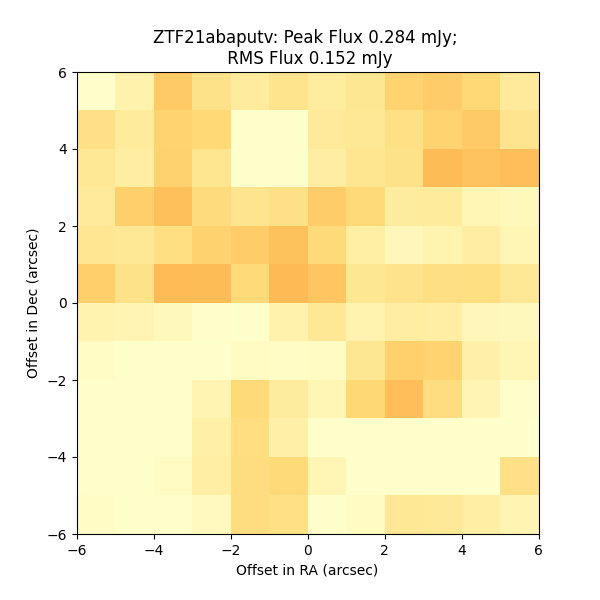 ZTF21abaputv: Peak Flux 0.284 mJy;
RMS Flux 0.152 mJy
6
4
2
0
−2
−4
−6
Offset in Dec (arcsec)
−6 −4 −2 0 2 4 6
Offset in RA (arcsec)